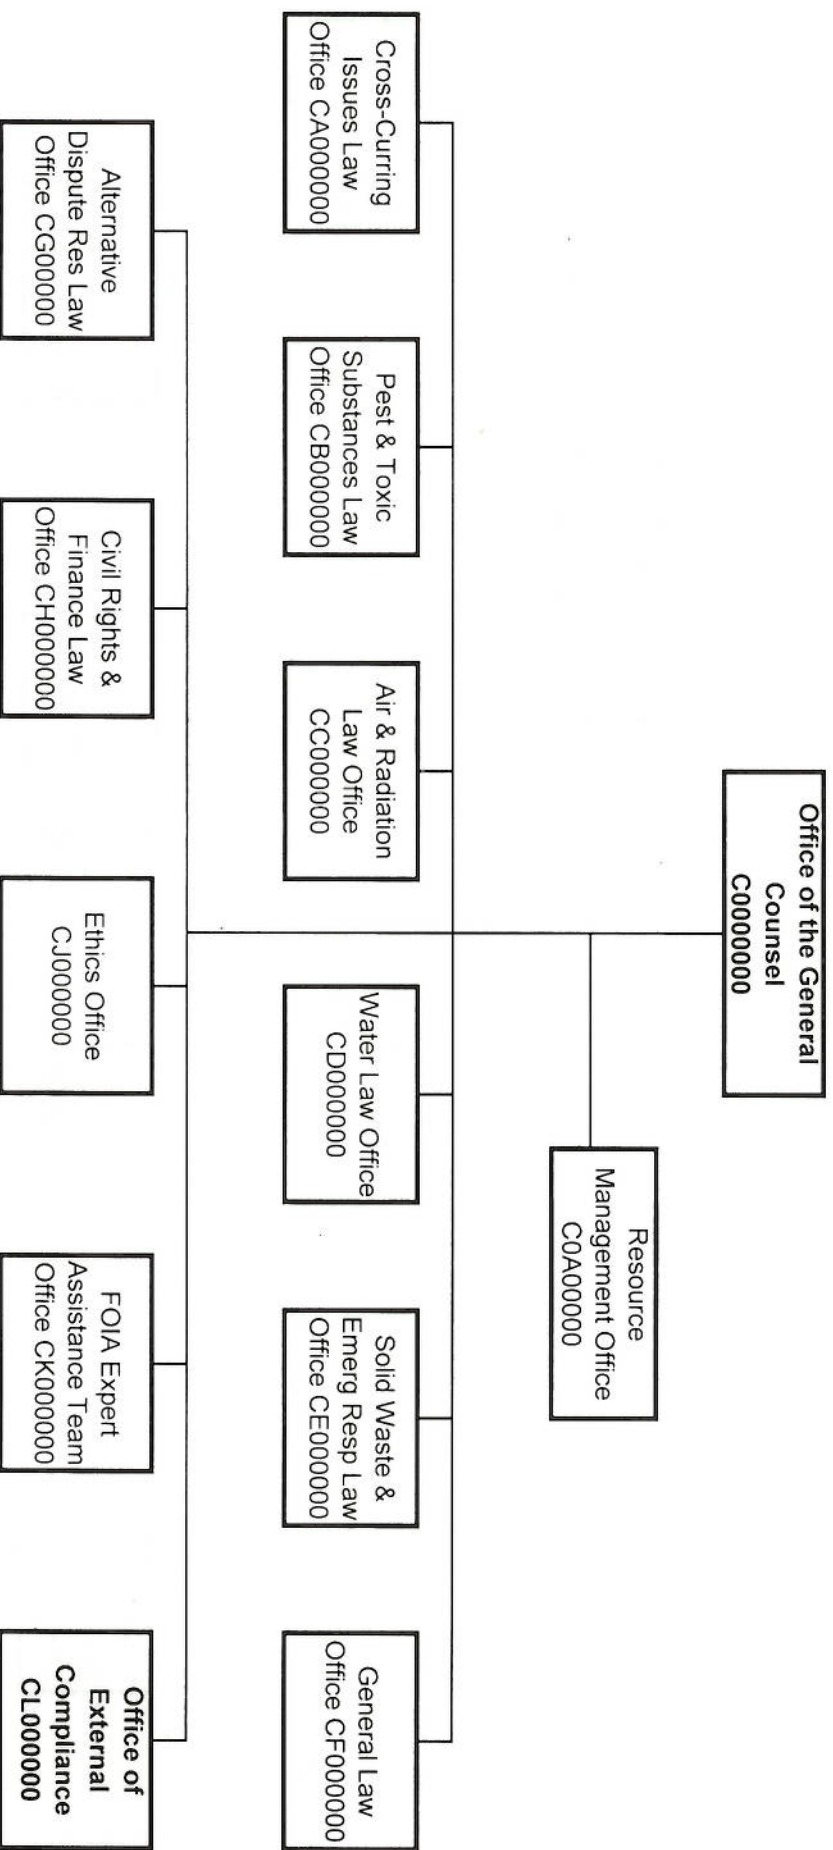 Office of the General
Counsel
C0000000
Resource
Management Office
C0A00000
Cross-Curring
Issues Law
Office CA000000
Pest & Toxic
Substances Law
Office CB000000
Air & Radiation
Law Office
CC000000
Water Law Office
CD000000
Solid Waste &
Emerg Resp Law
Office CE000000
General Law
Office CF000000
Alternative
Dispute Res Law
Office CG00000
Civil Rights &
Finance Law
Office CH000000
Ethics Office
CJ000000
FOIA Expert
Assistance Team
Office CK000000
Office of
External
Compliance
CL000000